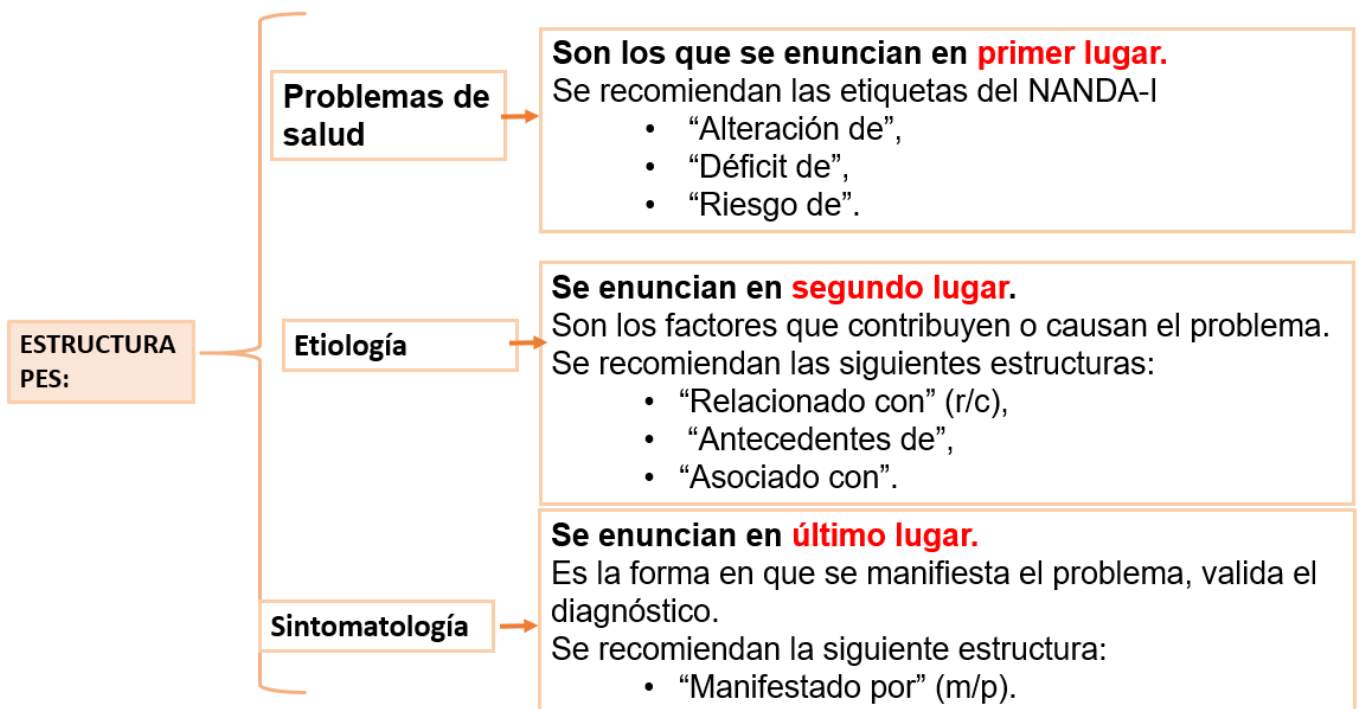 ESTRUCTURA
PES:
Problemas de
salud
Son los que se enuncian en primer lugar.
Se recomiendan las etiquetas del NANDA-I
• “Alteración de”,
• “Déficit de”,
• “Riesgo de”.
Etiología
Se enuncian en segundo lugar.
Son los factores que contribuyen o causan el problema.
Se recomiendan las siguientes estructuras:
• “Relacionado con” (r/c),
• “Antecedentes de”,
• “Asociado con”.
Sintomatología
Se enuncian en último lugar.
Es la forma en que se manifiesta el problema, valida el
diagnóstico.
Se recomiendan la siguiente estructura:
• “Manifestado por” (m/p).